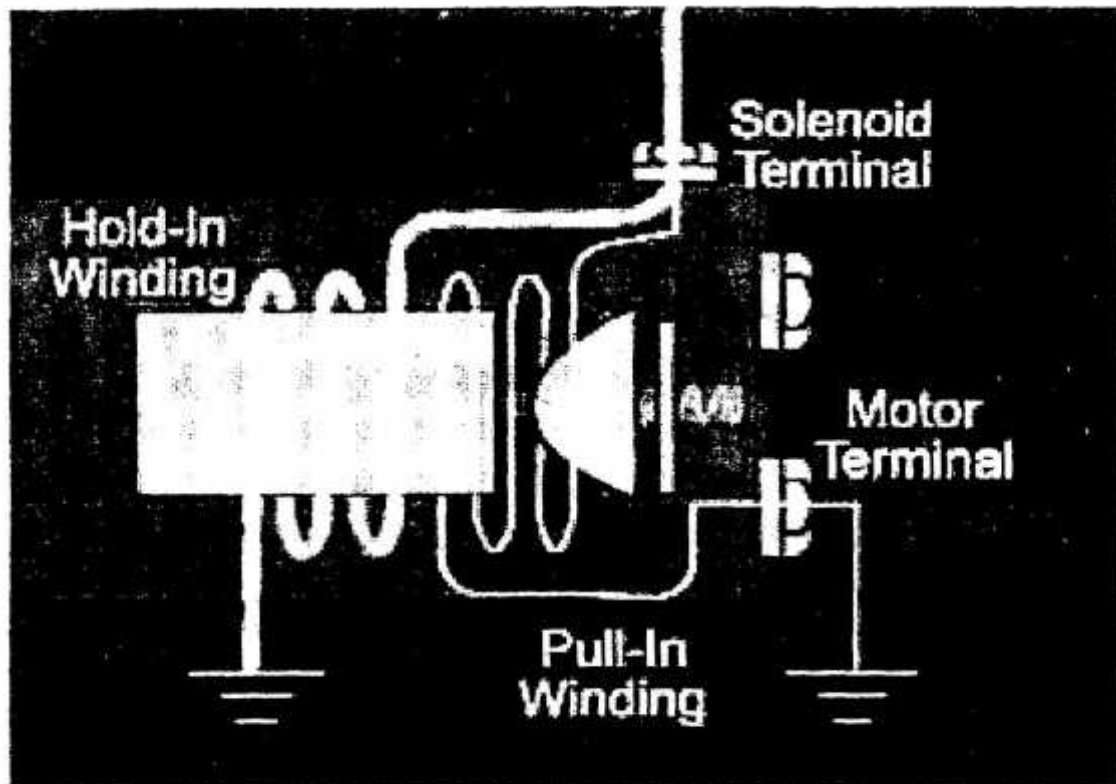 Solenoid
Terminal
Hold-In
Winding
Motor
Terminal
Pull-In
Winding